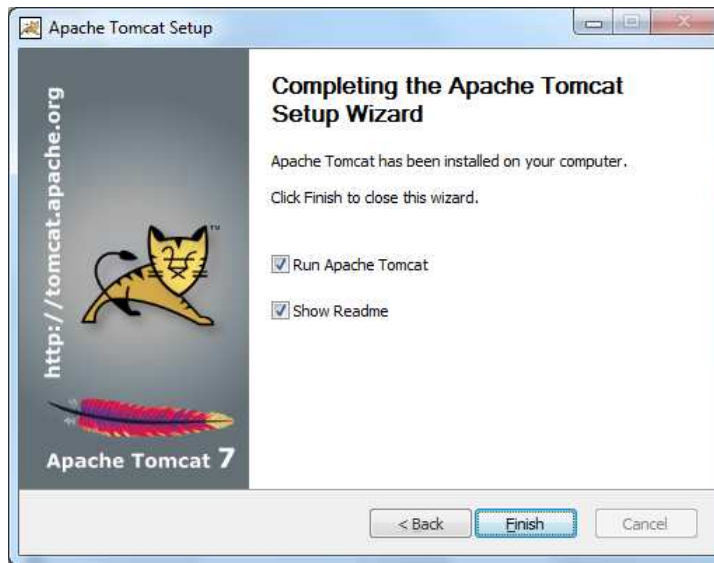 Apache Tomcat Setup
http://tomcat.apache.org
TM
Apache Tomcat 7
Completing the Apache Tomcat
Setup Wizard
Apache Tomcat has been installed on your computer.
Click Finish to close this wizard.
Run Apache Tomcat
Show Readme
< Back
Finish
Cancel